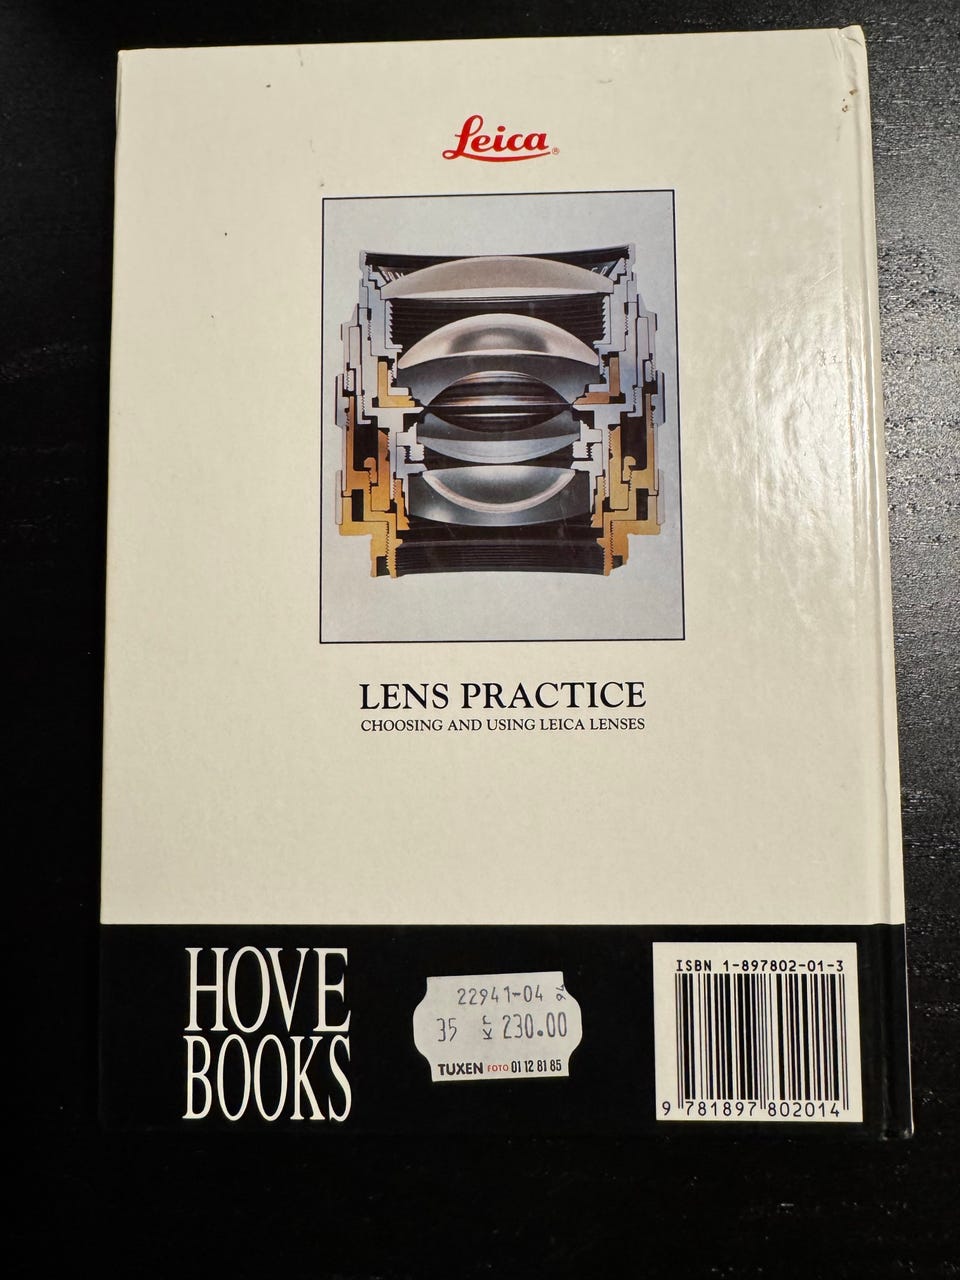 Leica®
LENS PRACTICE
CHOOSING AND USING LEICA LENSES
HOVE
BOOKS
22941-04
35 KR 230.00
TUXEN FOTO 01 12 81 85
ISBN 1-897802-01-3
9 781897 802014